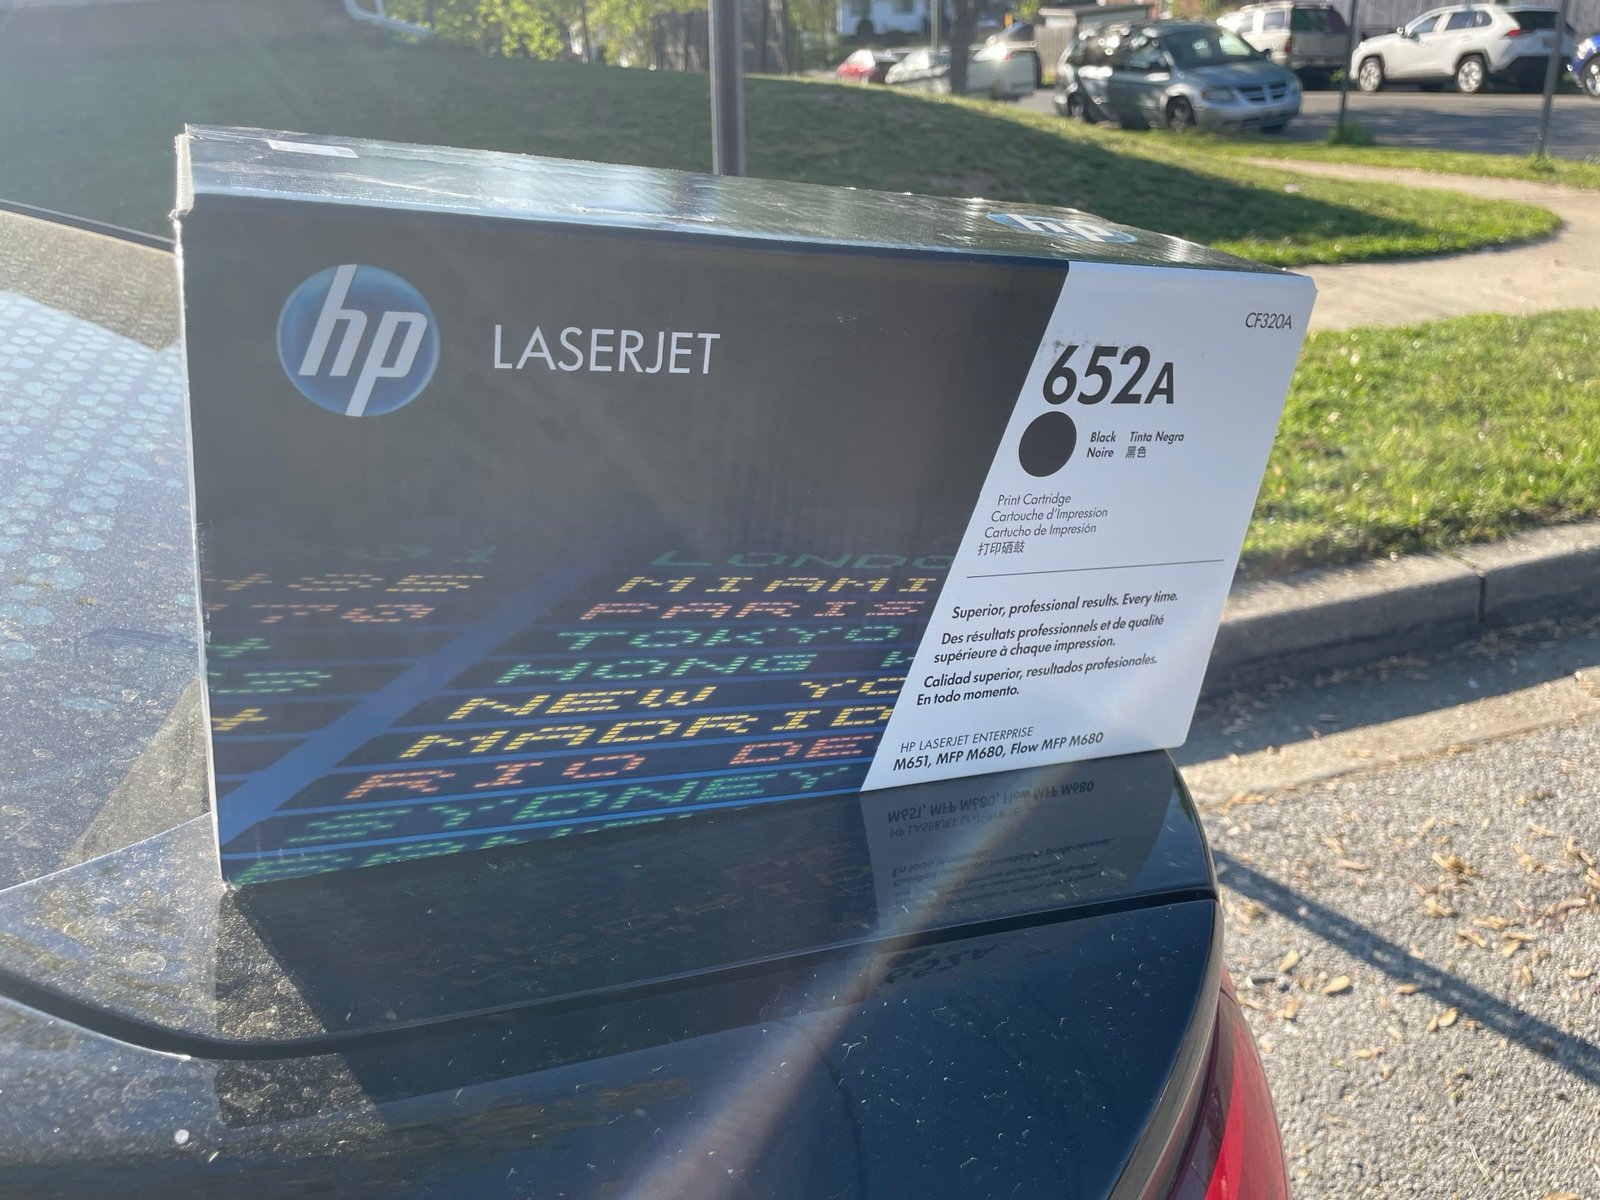 hp
hp
LASERJET
CF320A
652A
Black Tinta Negra
Noire 黑色
Print Cartridge
Cartouche d'Impression
Cartucho de Impresión
打印硒鼓
Superior, professional results. Every time.
Des résultats professionnels et de qualité
supérieure à chaque impression.
Calidad superior, resultados profesionales.
En todo momento.
HP LASERJET ENTERPRISE
M651, MFP M680, Flow MFP M680
LONDO
MIAMI
PARIS
TOKYO
HONG
NEW YO
MADRID
RIO DE
SYDNEY